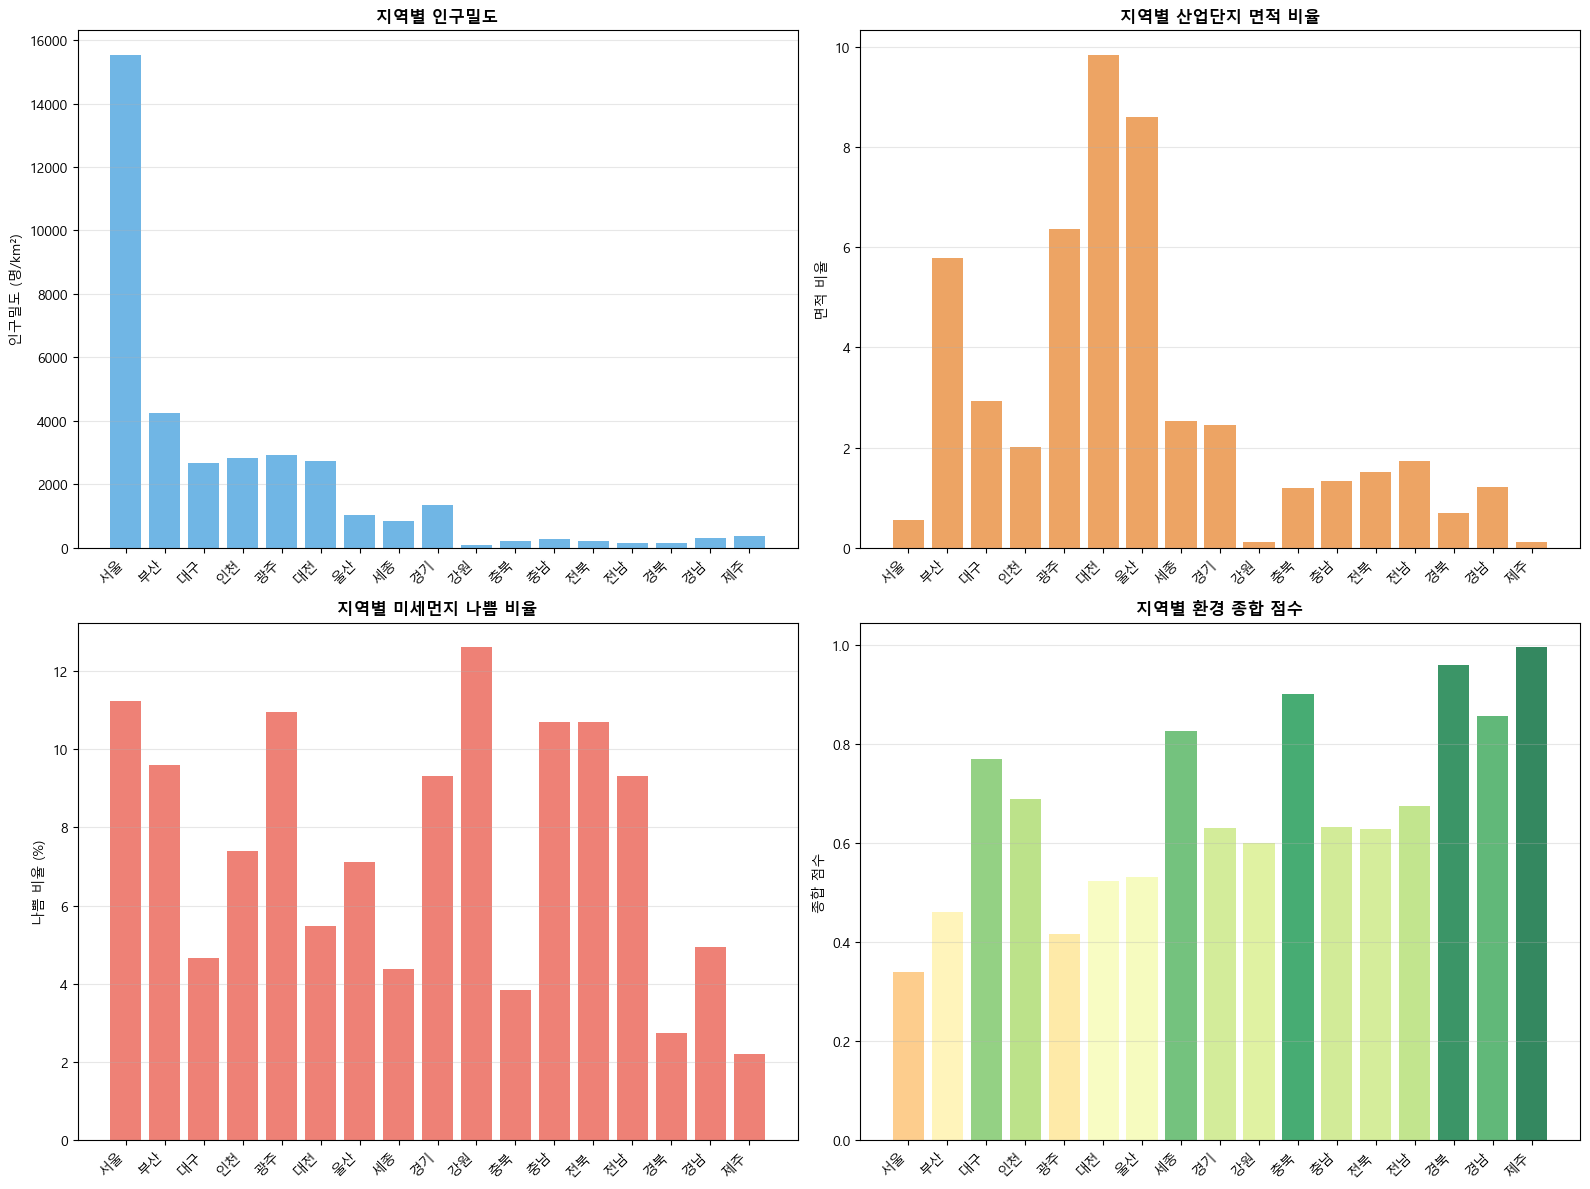 지역별 인구밀도
인구밀도 (명/km²)
16000
14000
12000
10000
8000
6000
4000
2000
0
서울 부산 대구 인천 광주 대전 울산 세종 경기 강원 충북 충남 전북 전남 경북 경남 제주
지역별 산업단지 면적 비율
면적 비율
10
8
6
4
2
0
서울 부산 대구 인천 광주 대전 울산 세종 경기 강원 충북 충남 전북 전남 경북 경남 제주
지역별 미세먼지 나쁨 비율
나쁨 비율 (%)
12
10
8
6
4
2
0
서울 부산 대구 인천 광주 대전 울산 세종 경기 강원 충북 충남 전북 전남 경북 경남 제주
지역별 환경 종합 점수
종합 점수
1.0
0.8
0.6
0.4
0.2
0.0
서울 부산 대구 인천 광주 대전 울산 세종 경기 강원 충북 충남 전북 전남 경북 경남 제주